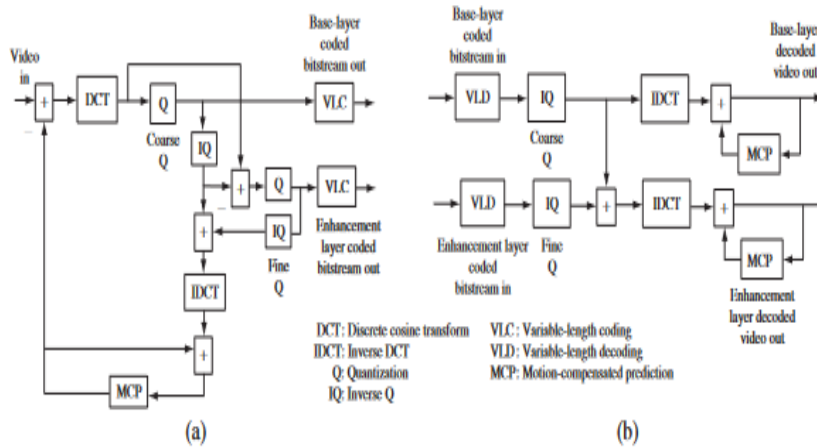 Video
in
+
DCT
Q
Coarse
Q
IQ
Base-layer
coded
bitstream out
VLC
+
Q
VLC
Enhancement
layer coded
bitstream out
+
IQ
Fine
Q
IDCT
+
MCP
(a)
Base-layer
coded
bitstream in
VLD
IQ
Coarse
Q
IDCT
+
MCP
Base-layer
decoded
video out
VLD
Enhancement layer
coded
bitstream in
IQ
Fine
Q
+
IDCT
+
MCP
Enhancement
layer decoded
video out
(b)
DCT: Discrete cosine transform
IDCT: Inverse DCT
Q: Quantization
IQ: Inverse Q
VLC: Variable-length coding
VLD: Variable-length decoding
MCP: Motion-compensated prediction